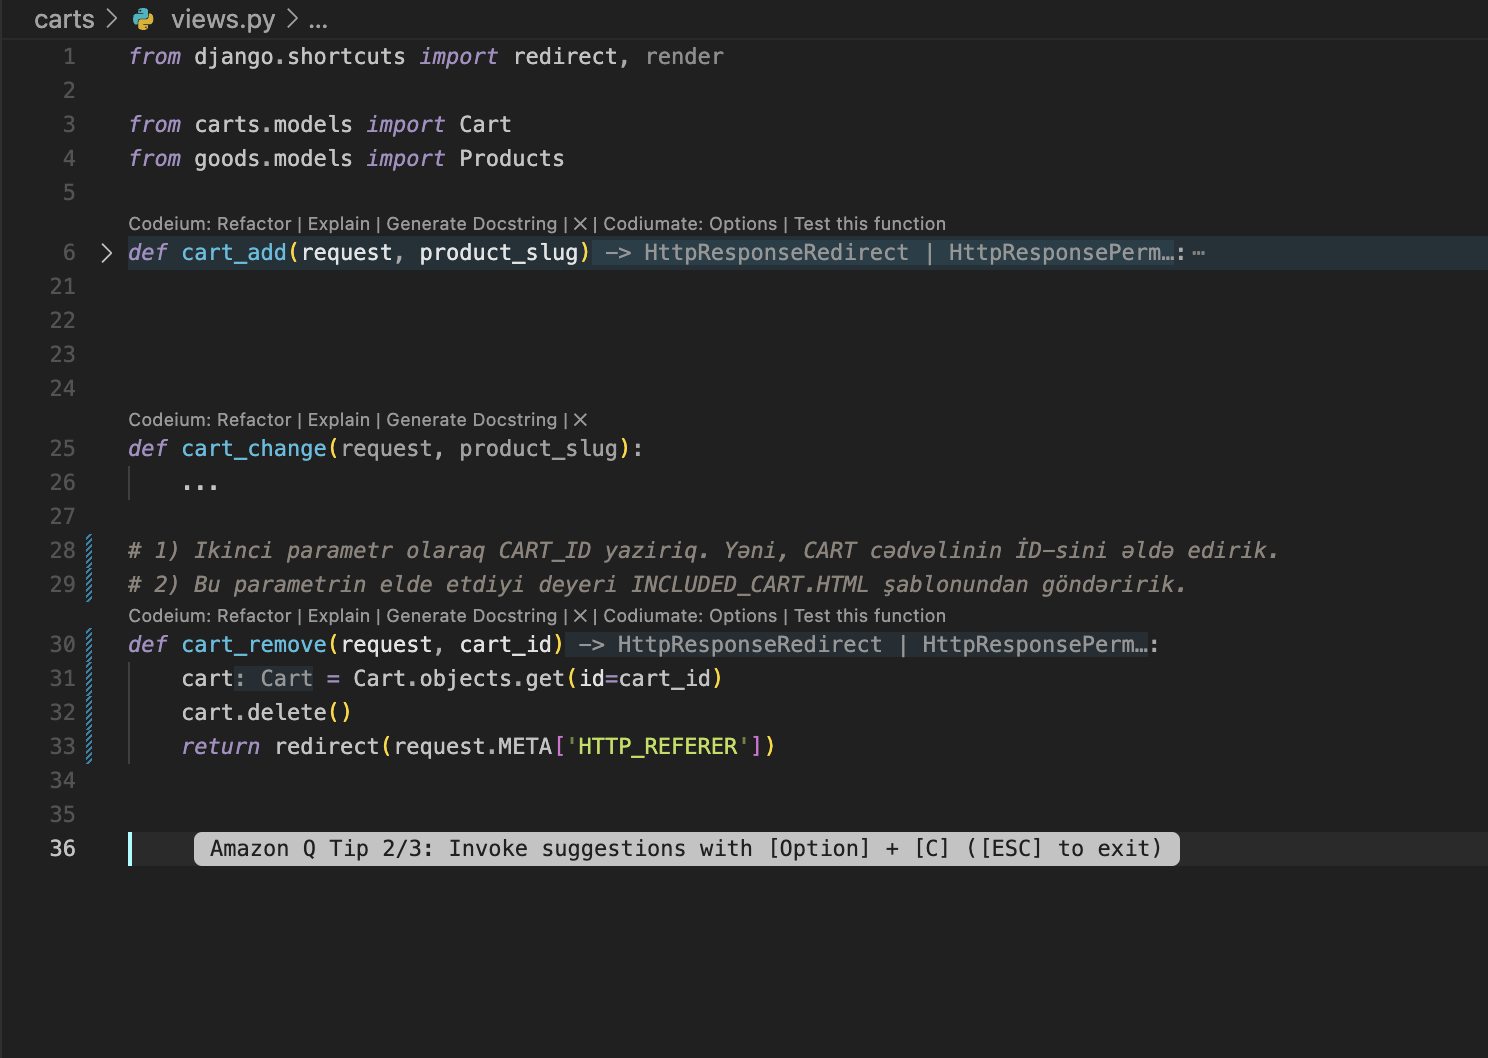 carts > views.py > ...
1 from django.shortcuts import redirect, render
2
3 from carts.models import Cart
4 from goods.models import Products
5
Codeium: Refactor | Explain | Generate Docstring | X | Codiumate: Options | Test this function
6 > def cart_add(request, product_slug) -> HttpResponseRedirect | HttpResponsePerm…: ⋯
21
22
23
24
Codeium: Refactor | Explain | Generate Docstring | X
25 def cart_change(request, product_slug):
26 ...
27
28 # 1) Ikinci parametr olaraq CART_ID yaziriq. Yəni, CART cədvəlinin İD-sini əldə edirik.
29 # 2) Bu parametrin elde etdiyi deyeri INCLUDED_CART.HTML şablonundan göndəririk.
Codeium: Refactor | Explain | Generate Docstring | X | Codiumate: Options | Test this function
30 def cart_remove(request, cart_id) -> HttpResponseRedirect | HttpResponsePerm…:
31 cart: Cart = Cart.objects.get(id=cart_id)
32 cart.delete()
33 return redirect(request.META['HTTP_REFERER'])
34
35
36 Amazon Q Tip 2/3: Invoke suggestions with [Option] + [C] ([ESC] to exit)